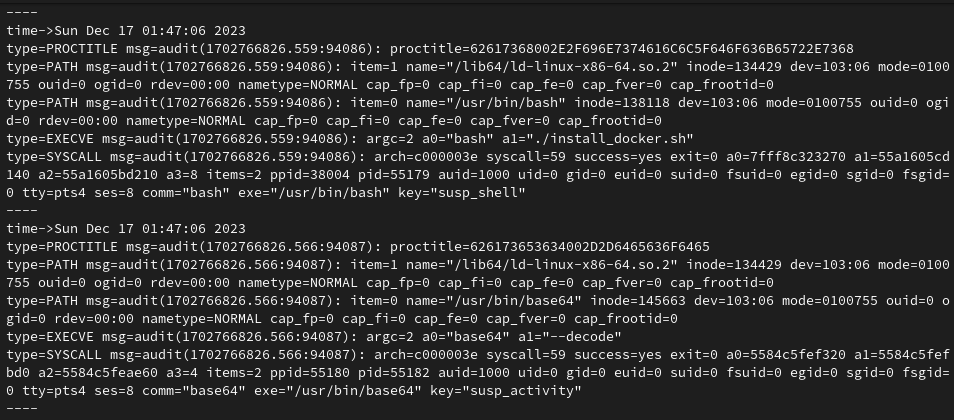 ----
time->Sun Dec 17 01:47:06 2023
type=PROCTITLE msg=audit(1702766826.559:94086): proctitle=62617368002E2F696E7374616C6C5F646F636B65722E7368
type=PATH msg=audit(1702766826.559:94086): item=1 name="/lib64/ld-linux-x86-64.so.2" inode=134429 dev=103:06 mode=0100
755 ouid=0 ogid=0 rdev=00:00 nametype=NORMAL cap_fp=0 cap_fi=0 cap_fe=0 cap_fver=0 cap_frootid=0
type=PATH msg=audit(1702766826.559:94086): item=0 name="/usr/bin/bash" inode=138118 dev=103:06 mode=0100755 ouid=0 ogi
d=0 rdev=00:00 nametype=NORMAL cap_fp=0 cap_fi=0 cap_fe=0 cap_fver=0 cap_frootid=0
type=EXECVE msg=audit(1702766826.559:94086): argc=2 a0="bash" a1="./install_docker.sh"
type=SYSCALL msg=audit(1702766826.559:94086): arch=c000003e syscall=59 success=yes exit=0 a0=7fff8c323270 a1=55a1605cd
140 a2=55a1605bd210 a3=8 items=2 ppid=38004 pid=55179 auid=1000 uid=0 gid=0 euid=0 suid=0 fsuid=0 egid=0 sgid=0 fsgid=
0 tty=pts4 ses=8 comm="bash" exe="/usr/bin/bash" key="susp_shell"
----
time->Sun Dec 17 01:47:06 2023
type=PROCTITLE msg=audit(1702766826.566:94087): proctitle=626173653634002D2D6465636F6465
type=PATH msg=audit(1702766826.566:94087): item=1 name="/lib64/ld-linux-x86-64.so.2" inode=134429 dev=103:06 mode=0100
755 ouid=0 ogid=0 rdev=00:00 nametype=NORMAL cap_fp=0 cap_fi=0 cap_fe=0 cap_fver=0 cap_frootid=0
type=PATH msg=audit(1702766826.566:94087): item=0 name="/usr/bin/base64" inode=145663 dev=103:06 mode=0100755 ouid=0 o
gid=0 rdev=00:00 nametype=NORMAL cap_fp=0 cap_fi=0 cap_fe=0 cap_fver=0 cap_frootid=0
type=EXECVE msg=audit(1702766826.566:94087): argc=2 a0="base64" a1="--decode"
type=SYSCALL msg=audit(1702766826.566:94087): arch=c000003e syscall=59 success=yes exit=0 a0=5584c5fef320 a1=5584c5fef
bd0 a2=5584c5feae60 a3=4 items=2 ppid=55180 pid=55182 auid=1000 uid=0 gid=0 euid=0 suid=0 fsuid=0 egid=0 sgid=0 fsgid=
0 tty=pts4 ses=8 comm="base64" exe="/usr/bin/base64" key="susp_activity"
----